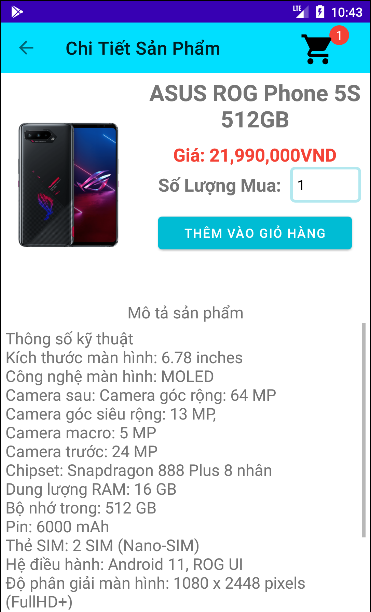 LTE 10:43
Chi Tiết Sản Phẩm
1
ASUS ROG Phone 5S
512GB
Giá: 21,990,000VND
Số Lượng Mua: 1
THÊM VÀO GIỎ HÀNG
Mô tả sản phẩm
Thông số kỹ thuật
Kích thước màn hình: 6.78 inches
Công nghệ màn hình: MOLED
Camera sau: Camera góc rộng: 64 MP
Camera góc siêu rộng: 13 MP,
Camera macro: 5 MP
Camera trước: 24 MP
Chipset: Snapdragon 888 Plus 8 nhân
Dung lượng RAM: 16 GB
Bộ nhớ trong: 512 GB
Pin: 6000 mAh
Thẻ SIM: 2 SIM (Nano-SIM)
Hệ điều hành: Android 11, ROG UI
Độ phân giải màn hình: 1080 x 2448 pixels
(FullHD+)